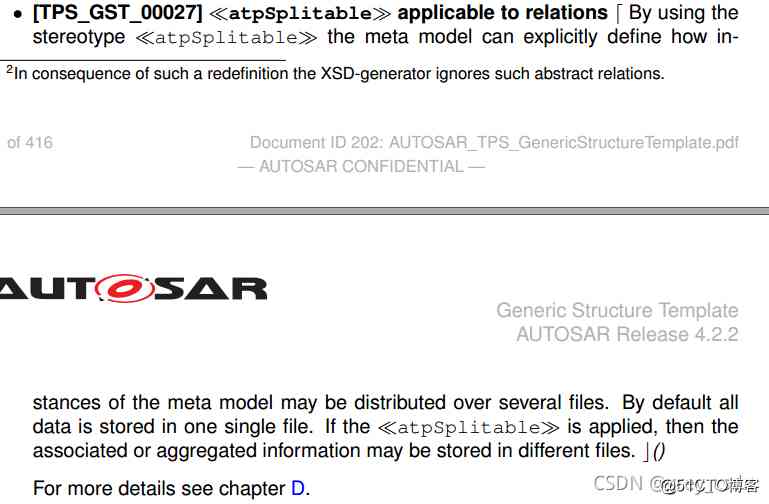 • [TPS_GST_00027] ≪atpSplitable≫ applicable to relations ⌈ By using the
stereotype ≪atpSplitable≫ the meta model can explicitly define how in-
2In consequence of such a redefinition the XSD-generator ignores such abstract relations.
of 416 Document ID 202: AUTOSAR_TPS_GenericStructureTemplate.pdf
— AUTOSAR CONFIDENTIAL —
AUTOSAR
Generic Structure Template
AUTOSAR Release 4.2.2
stances of the meta model may be distributed over several files. By default all
data is stored in one single file. If the ≪atpSplitable≫ is applied, then the
associated or aggregated information may be stored in different files. ⌋()
For more details see chapter D.
CSDN @51CTO博客